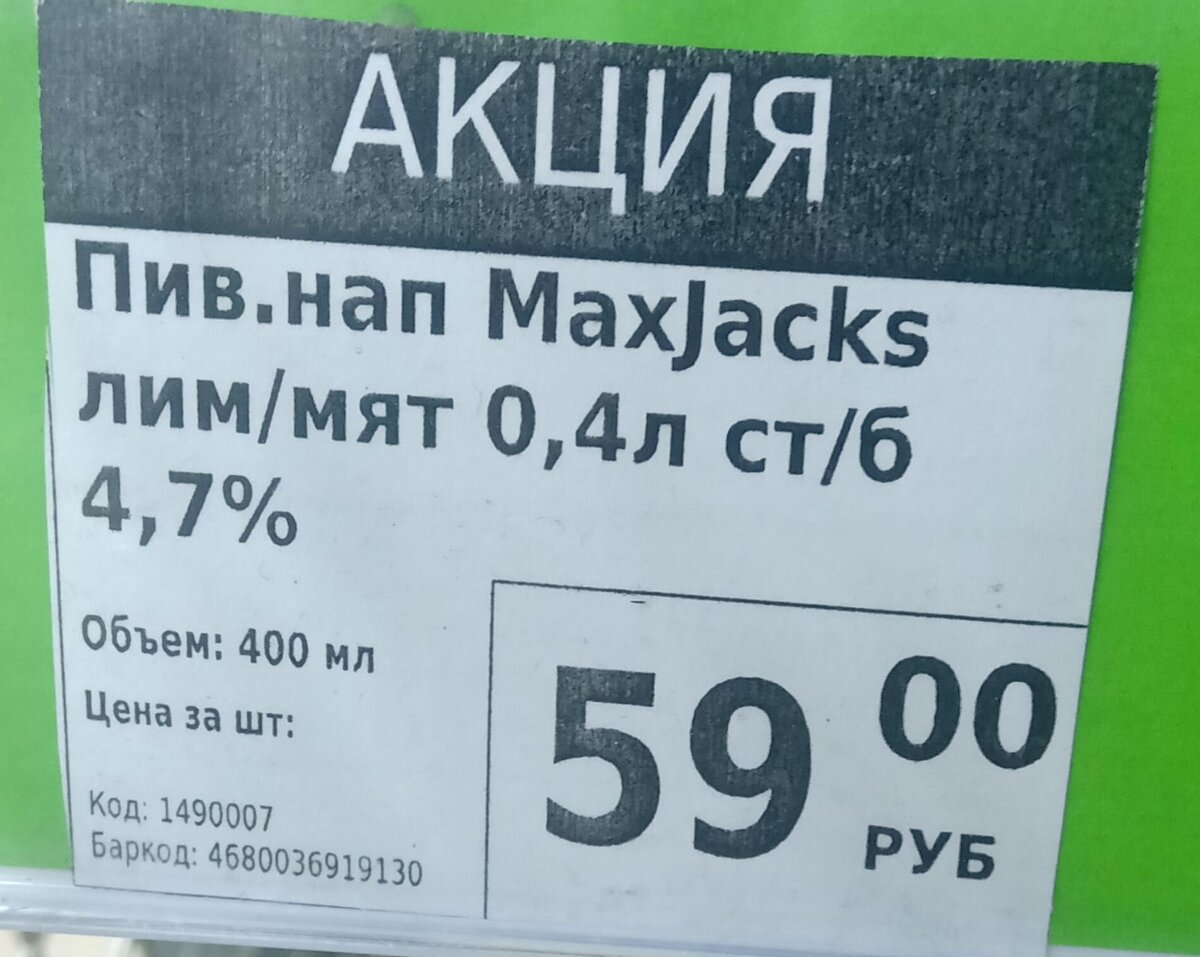 АКЦИЯ
Пив.нап MaxJacks
лим/мят 0,4л ст/б
4,7%
Объем: 400 мл
Цена за шт:
59 00
РУБ
Код: 1490007
Баркод: 4680036919130